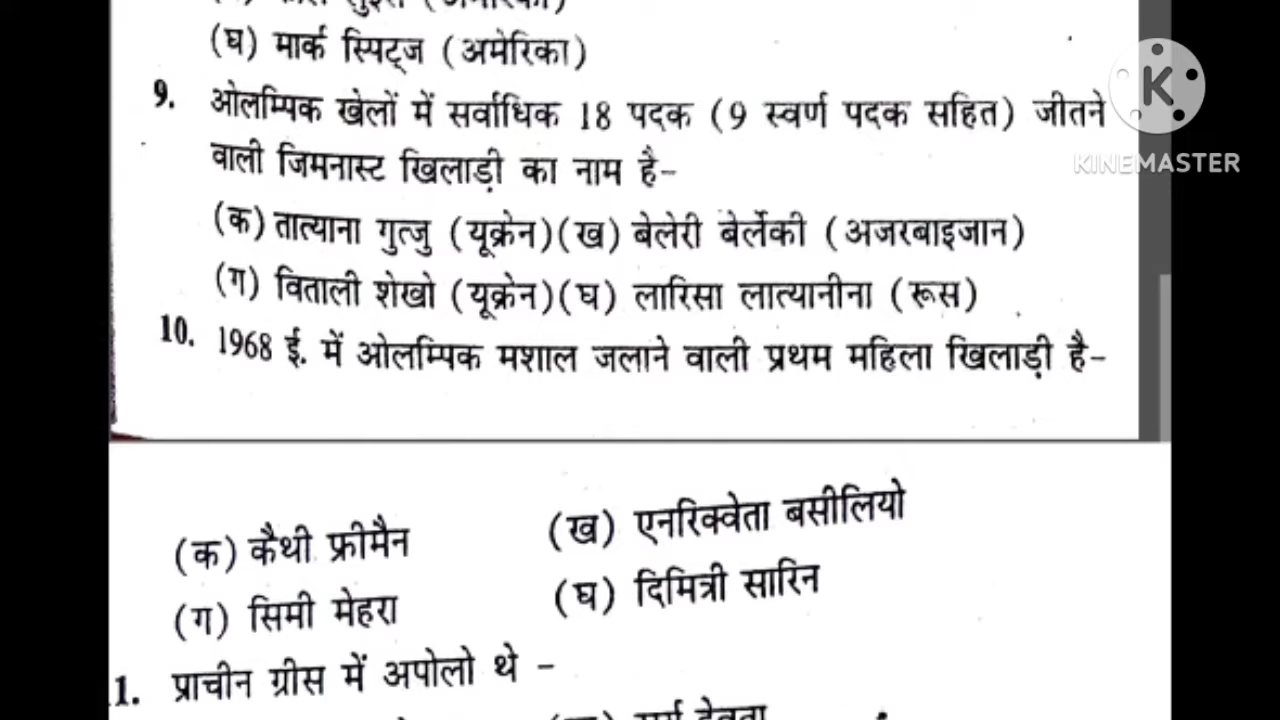 (घ) मार्क स्पिट्ज (अमेरिका)
9. ओलम्पिक खेलों में सर्वाधिक 18 पदक (9 स्वर्ण पदक सहित) जीतने
वाली जिमनास्ट खिलाड़ी का नाम है-
(क) तात्याना गुत्जु (यूक्रेन) (ख) बेलेरी बेर्लेकी (अजरबाइजान)
(ग) विताली शेखो (यूक्रेन) (घ) लारिसा लात्यानीना (रूस)
10. 1968 ई. में ओलम्पिक मशाल जलाने वाली प्रथम महिला खिलाड़ी है-
(क) कैथी फ्रीमैन (ख) एनरिक्वेता बसीलियो
(ग) सिमी मेहरा (घ) दिमित्री सारिन
1. प्राचीन ग्रीस में अपोलो थे -
K
KINEMASTER